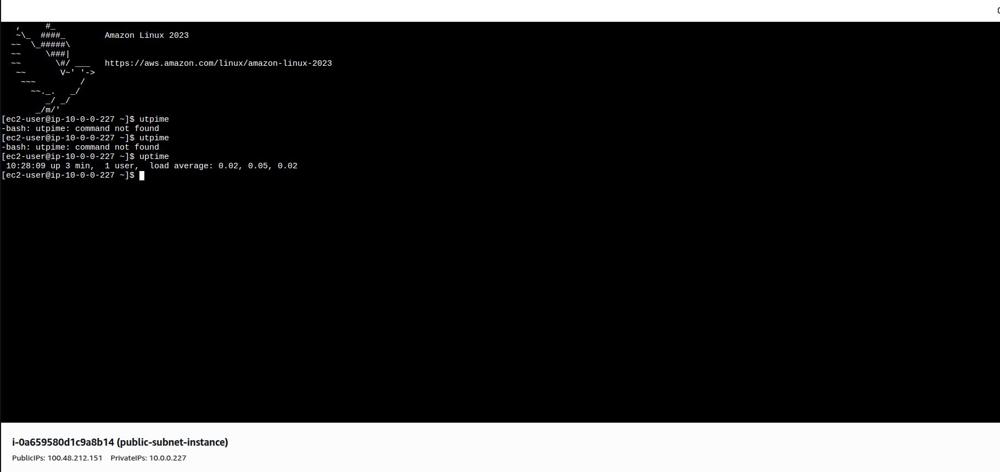 ,     #_
   ~\_  ####_        Amazon Linux 2023
  ~~  \_#####\
  ~~     \###|
  ~~       \#/ ___   https://aws.amazon.com/linux/amazon-linux-2023
   ~~       V~' '->
    ~~~         /
      ~~._.   _/
         _/ _/
       _/m/'
[ec2-user@ip-10-0-0-227 ~]$ utpime
-bash: utpime: command not found
[ec2-user@ip-10-0-0-227 ~]$ utpime
-bash: utpime: command not found
[ec2-user@ip-10-0-0-227 ~]$ uptime
 10:28:09 up 3 min,  1 user,  load average: 0.02, 0.05, 0.02
[ec2-user@ip-10-0-0-227 ~]$
i-0a659580d1c9a8b14 (public-subnet-instance)
PublicIPs: 100.48.212.151    PrivateIPs: 10.0.0.227